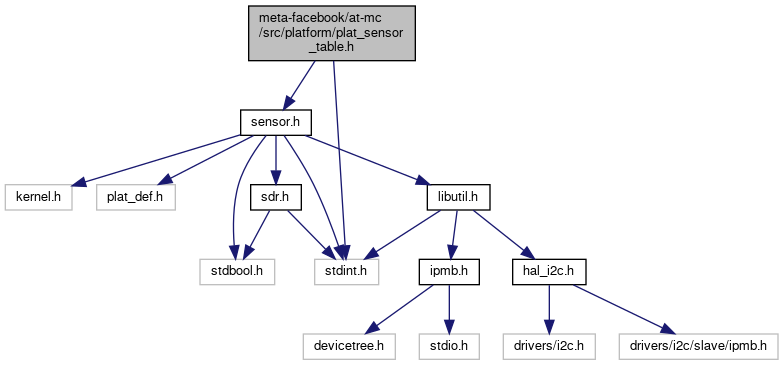 meta-facebook/at-mc
/src/platform/plat_sensor
_table.h
sensor.h
kernel.h
plat_def.h
sdr.h
libutil.h
stdbool.h
stdint.h
ipmb.h
hal_i2c.h
devicetree.h
stdio.h
drivers/i2c.h
drivers/i2c/slave/ipmb.h